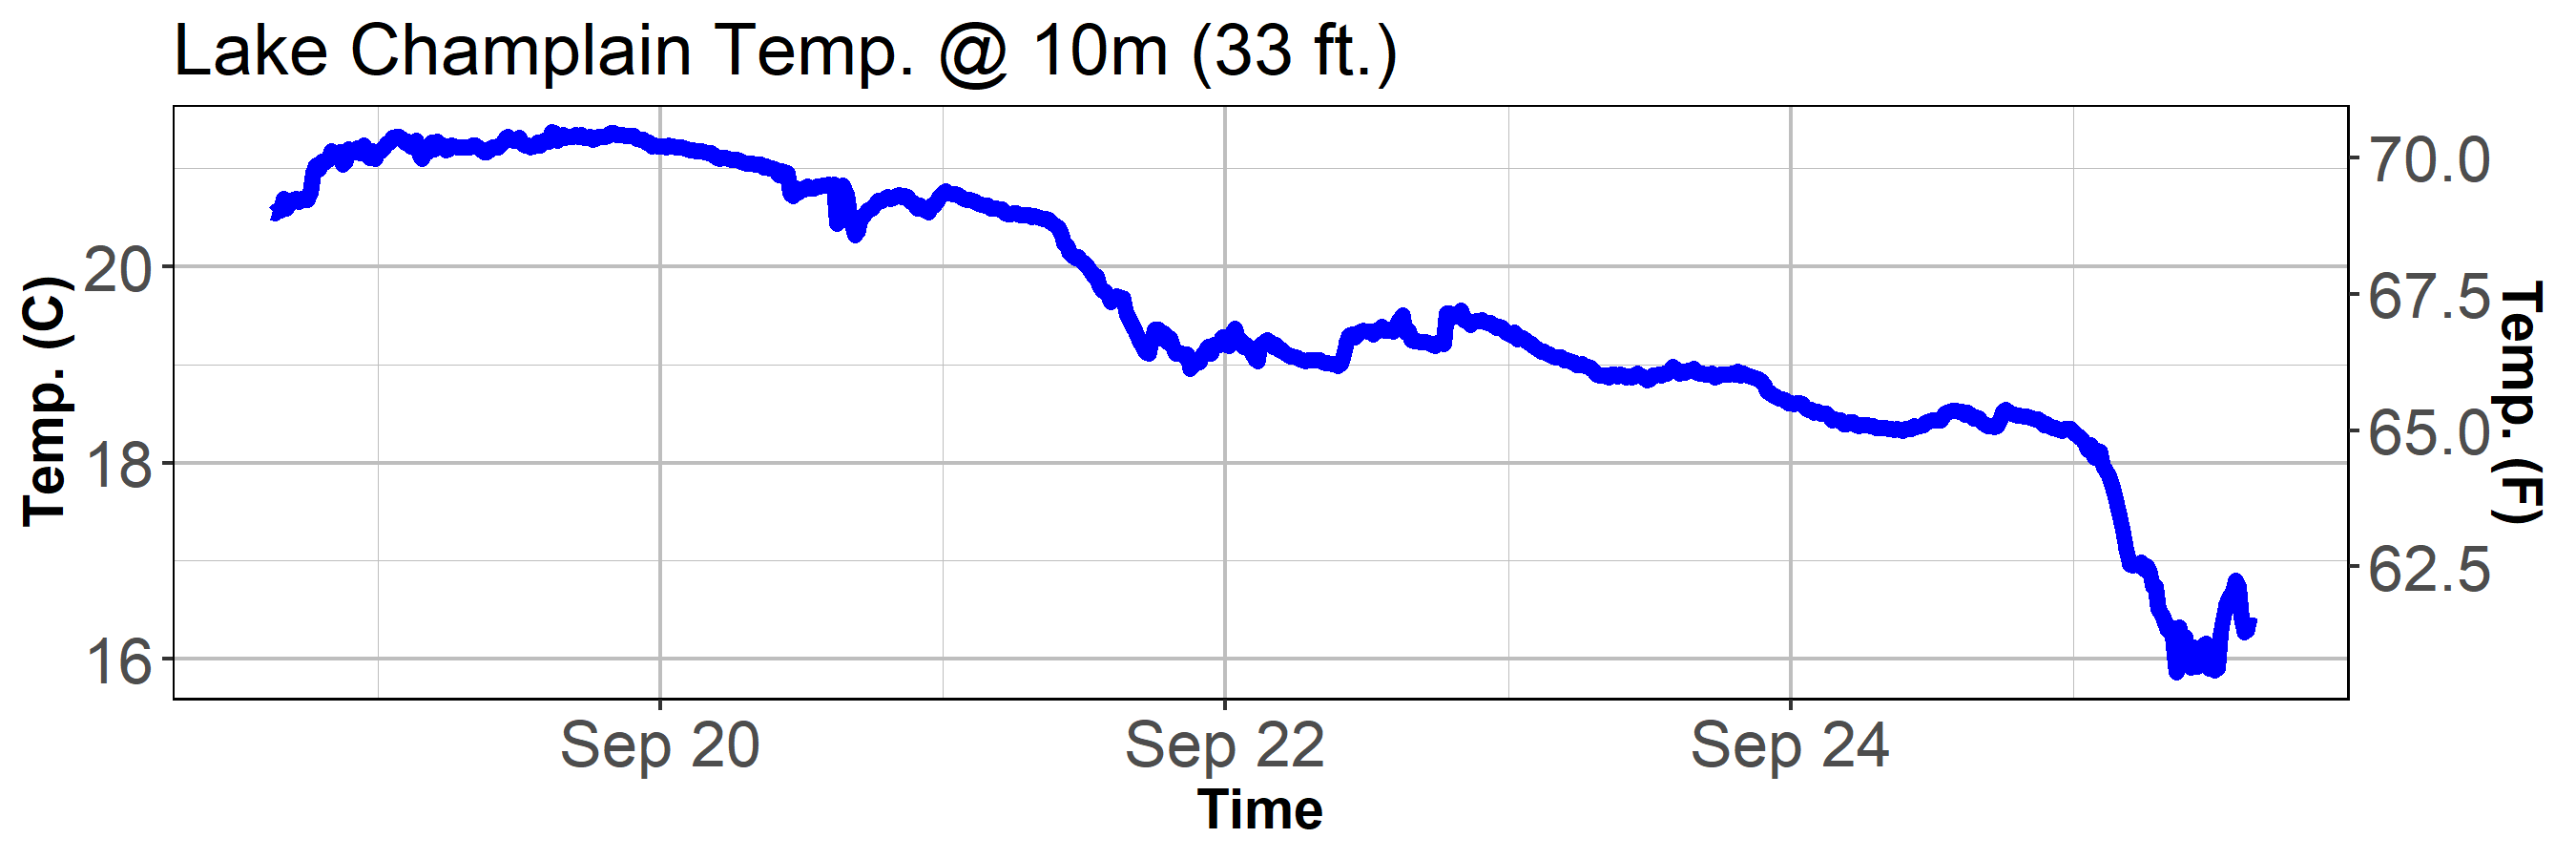 Lake Champlain Temp. @ 10m (33 ft.)
Temp. (C)
20
18
16
70.0
67.5
65.0
62.5
Temp. (F)
Sep 20
Sep 22
Sep 24
Time